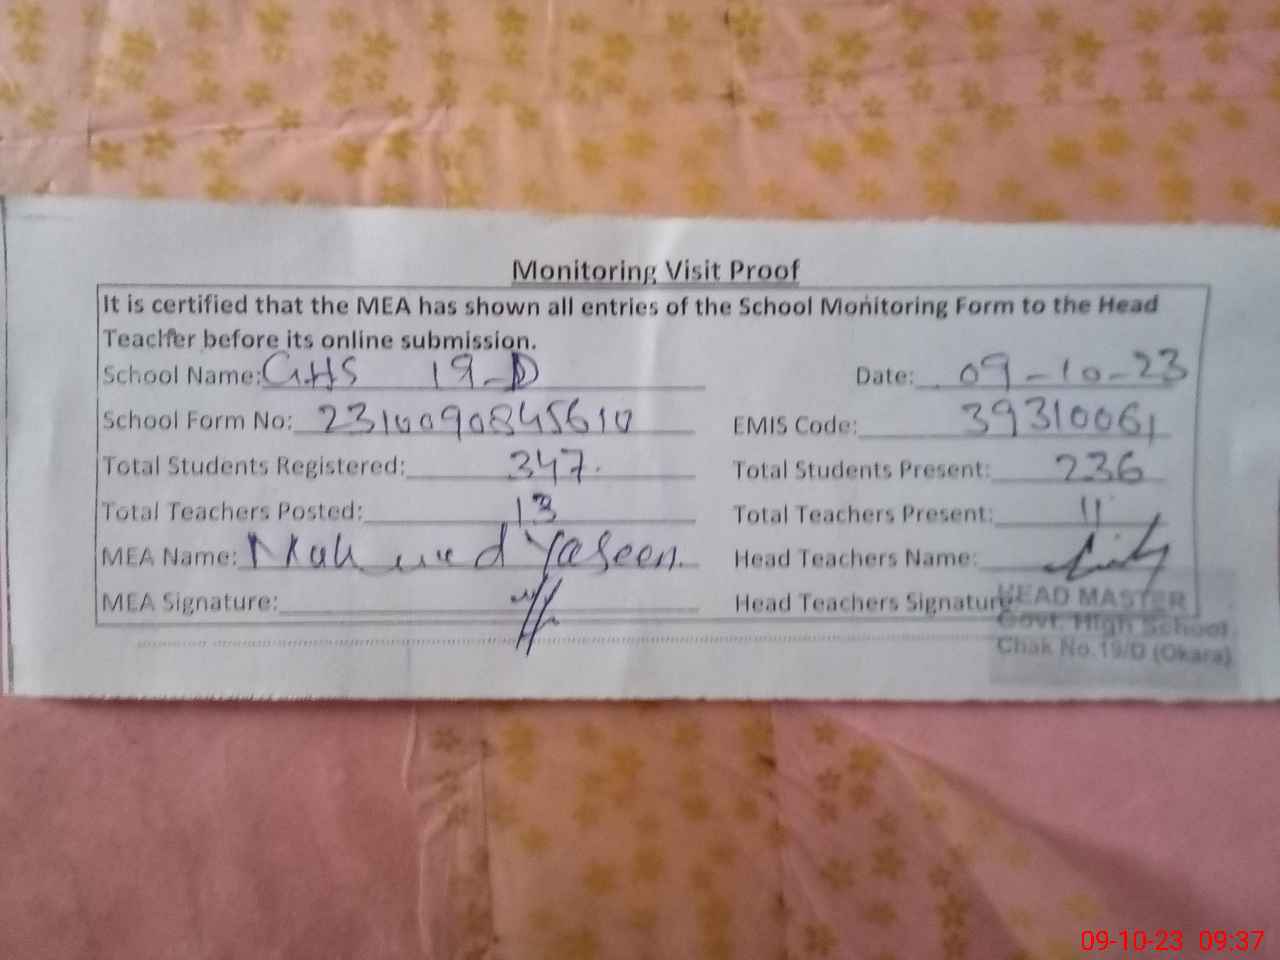 Monitoring Visit Proof
It is certified that the MEA has shown all entries of the School Monitoring Form to the Head
Teacher before its online submission.
School Name: GHS 19-D Date: 09-10-23
School Form No: 2310090845610 EMIS Code: 39310061
Total Students Registered: 347. Total Students Present: 236
Total Teachers Posted: 13 Total Teachers Present: 11
MEA Name: Mahmood Yaseen. Head Teachers Name:
MEA Signature: Head Teachers Signature
HEAD MASTER
Govt. High School
Chak No.19/D (Okara)
09-10-23 09:37